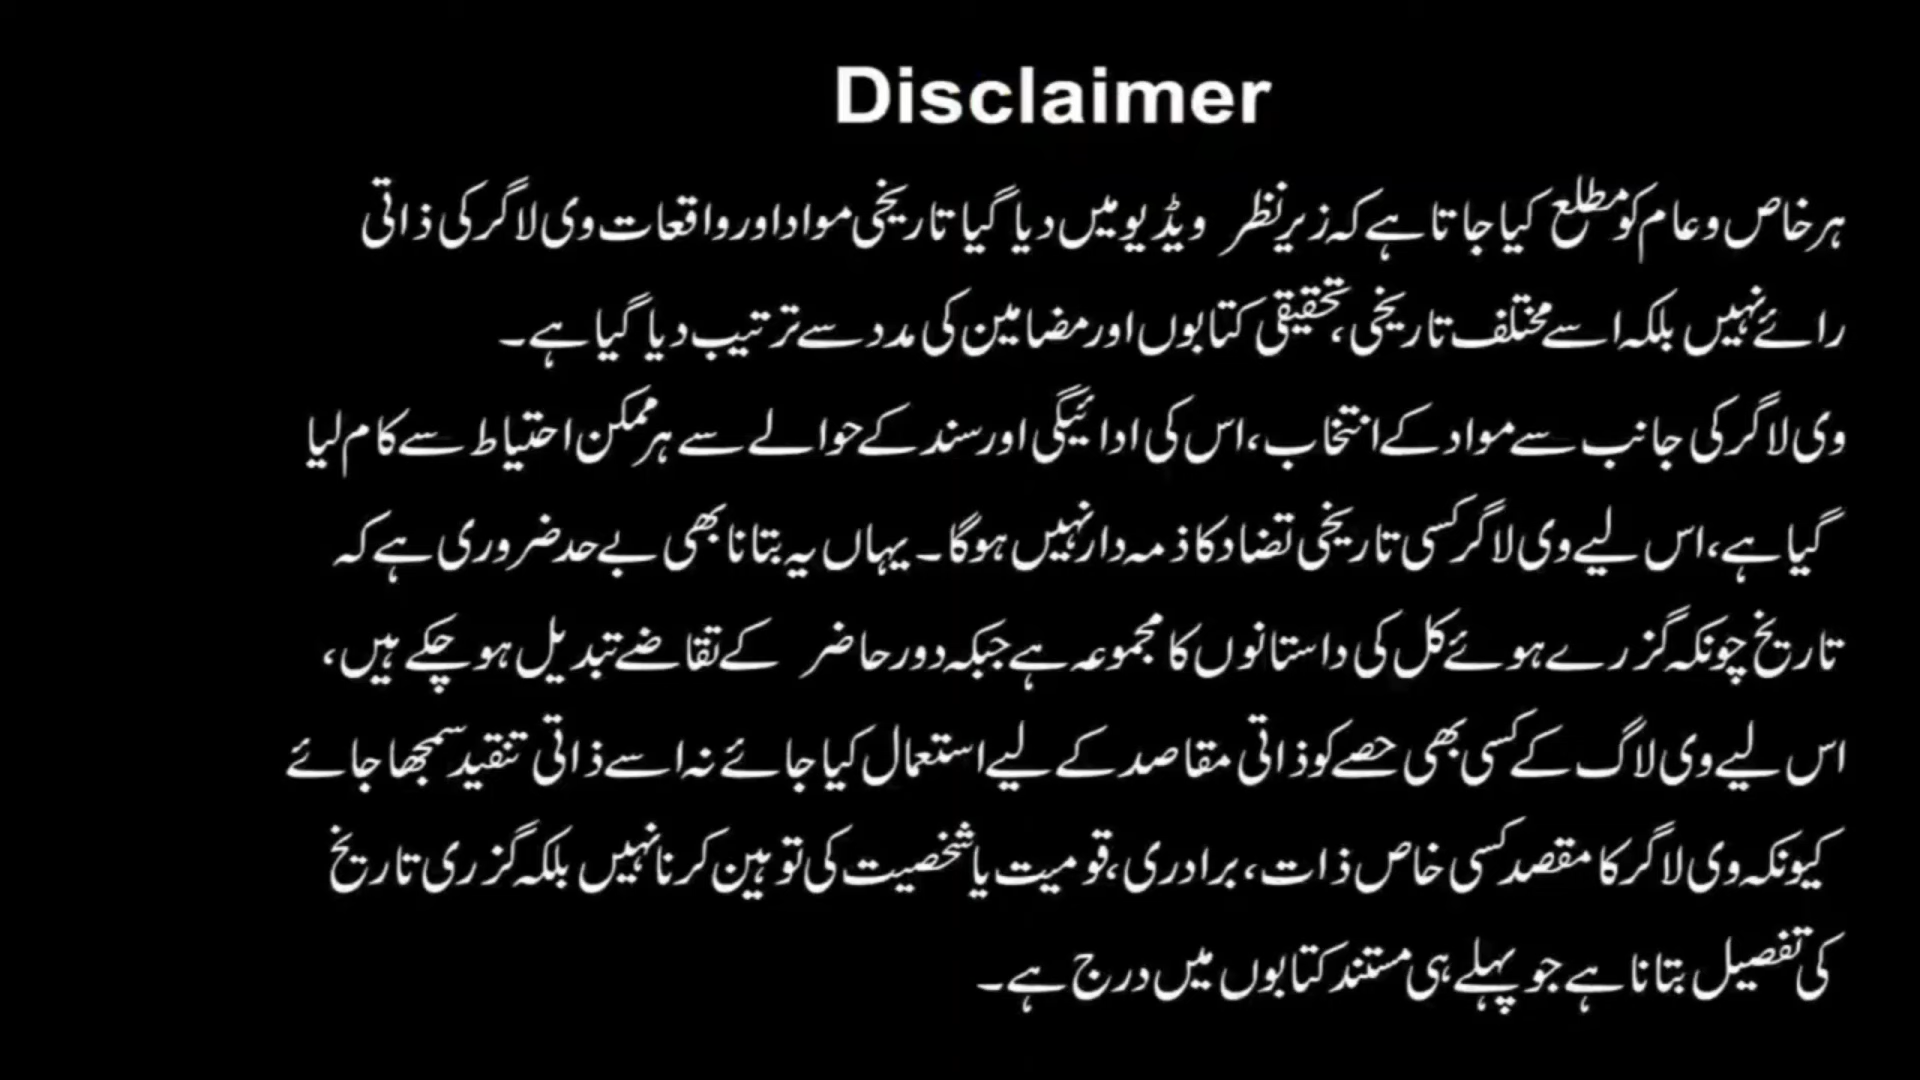 Disclaimer
ہر خاص و عام کو مطلع کیا جاتا ہے کہ زیر نظر ویڈیو میں دیا گیا تاریخی مواد اور واقعات وی لاگر کی ذاتی
رائے نہیں بلکہ اسے مختلف تاریخی، تحقیقی کتابوں اور مضامین کی مدد سے ترتیب دیا گیا ہے۔
وی لاگر کی جانب سے مواد کے انتخاب، اس کی ادائیگی اور سند کے حوالے سے ہر ممکن احتیاط سے کام لیا
گیا ہے، اس لیے وی لاگر کسی تاریخی تضاد کا ذمہ دار نہیں ہوگا۔ یہاں یہ بتانا بھی بے حد ضروری ہے کہ
تاریخ چونکہ گزرے ہوئے کل کی داستانوں کا مجموعہ ہے جبکہ دور حاضر کے تقاضے تبدیل ہو چکے ہیں،
اس لیے وی لاگ کے کسی بھی حصے کو ذاتی مقاصد کے لیے استعمال کیا جائے نہ اسے ذاتی تنقید سمجھا جائے
کیونکہ وی لاگر کا مقصد کسی خاص ذات، برادری، قومیت یا شخصیت کی توہین کرنا نہیں بلکہ گزری تاریخ
کی تفصیل بتانا ہے جو پہلے ہی مستند کتابوں میں درج ہے۔